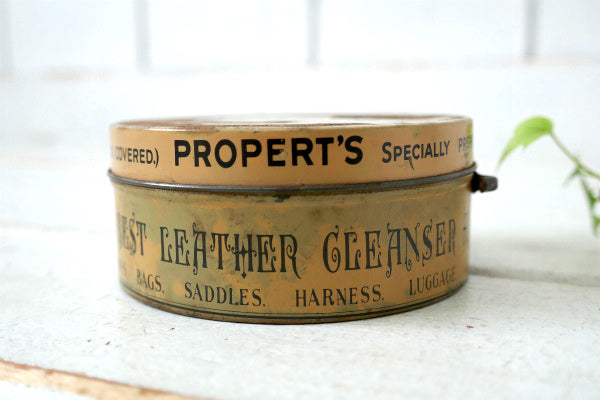 COVERED.) PROPERT'S SPECIALLY
LEATHER CLEANSER
BAGS. SADDLES. HARNESS. LUGGAGE